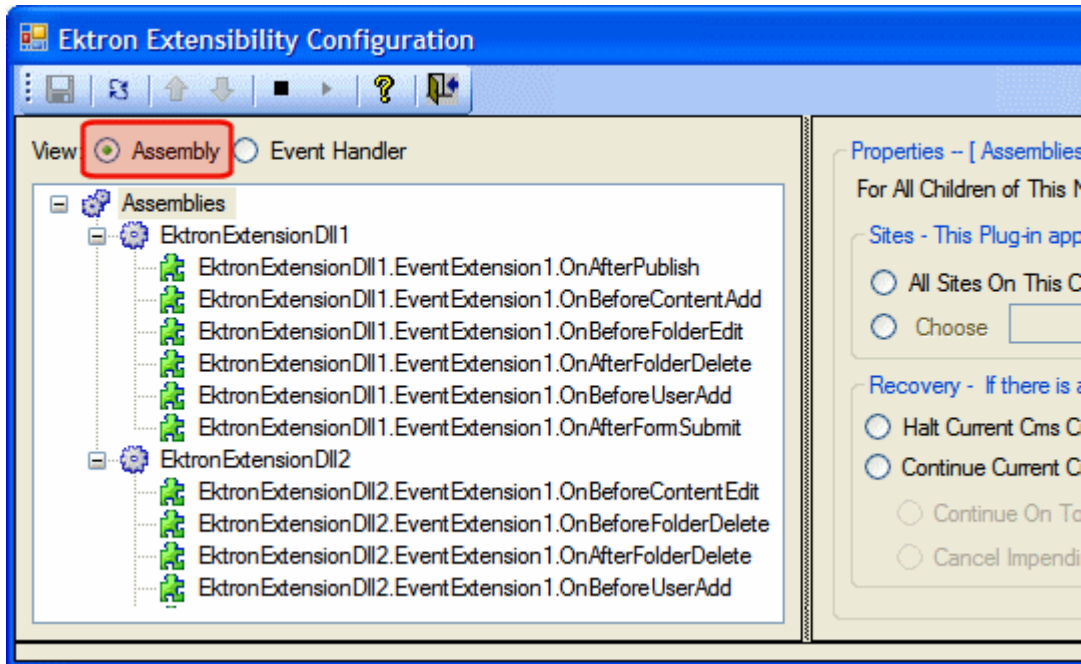 Ektron Extensibility Configuration
View: Assembly Event Handler
Assemblies
EktronExtensionDll1
EktronExtensionDll1.EventExtension1.OnAfterPublish
EktronExtensionDll1.EventExtension1.OnBeforeContentAdd
EktronExtensionDll1.EventExtension1.OnBeforeFolderEdit
EktronExtensionDll1.EventExtension1.OnAfterFolderDelete
EktronExtensionDll1.EventExtension1.OnBeforeUserAdd
EktronExtensionDll1.EventExtension1.OnAfterFormSubmit
EktronExtensionDll2
EktronExtensionDll2.EventExtension1.OnBeforeContentEdit
EktronExtensionDll2.EventExtension1.OnBeforeFolderDelete
EktronExtensionDll2.EventExtension1.OnAfterFolderDelete
EktronExtensionDll2.EventExtension1.OnBeforeUserAdd
Properties -- [ Assemblies
For All Children of This
Sites - This Plug-in app
All Sites On This C
Choose
Recovery - If there is a
Halt Current Cms C
Continue Current C
Continue On To
Cancel Impendi